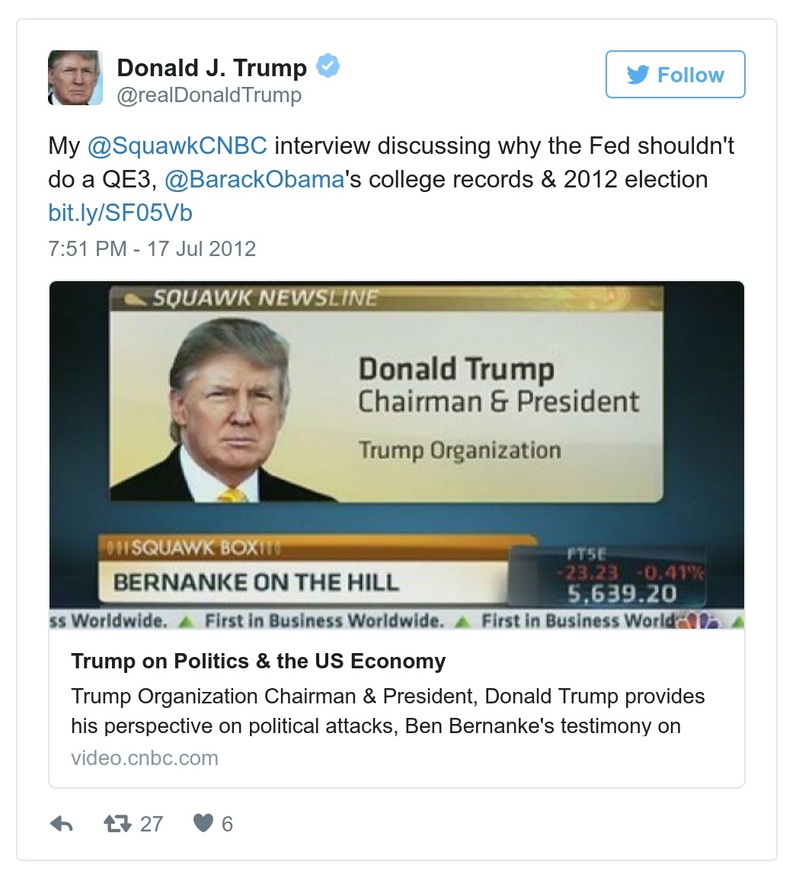 Donald J. Trump
Follow
@realDonaldTrump
My @SquawkCNBC interview discussing why the Fed shouldn't
do a QE3, @BarackObama's college records & 2012 election
bit.ly/SF05Vb
7:51 PM - 17 Jul 2012
SQUAWK NEWSLINE
Donald Trump
Chairman & President
Trump Organization
SQUAWK BOX
BERNANKE ON THE HILL
FTSE
-23.23 -0.41%
5,639.20
ss Worldwide. First in Business Worldwide. First in Business World
Trump on Politics & the US Economy
Trump Organization Chairman & President, Donald Trump provides
his perspective on political attacks, Ben Bernanke's testimony on
video.cnbc.com
27 6